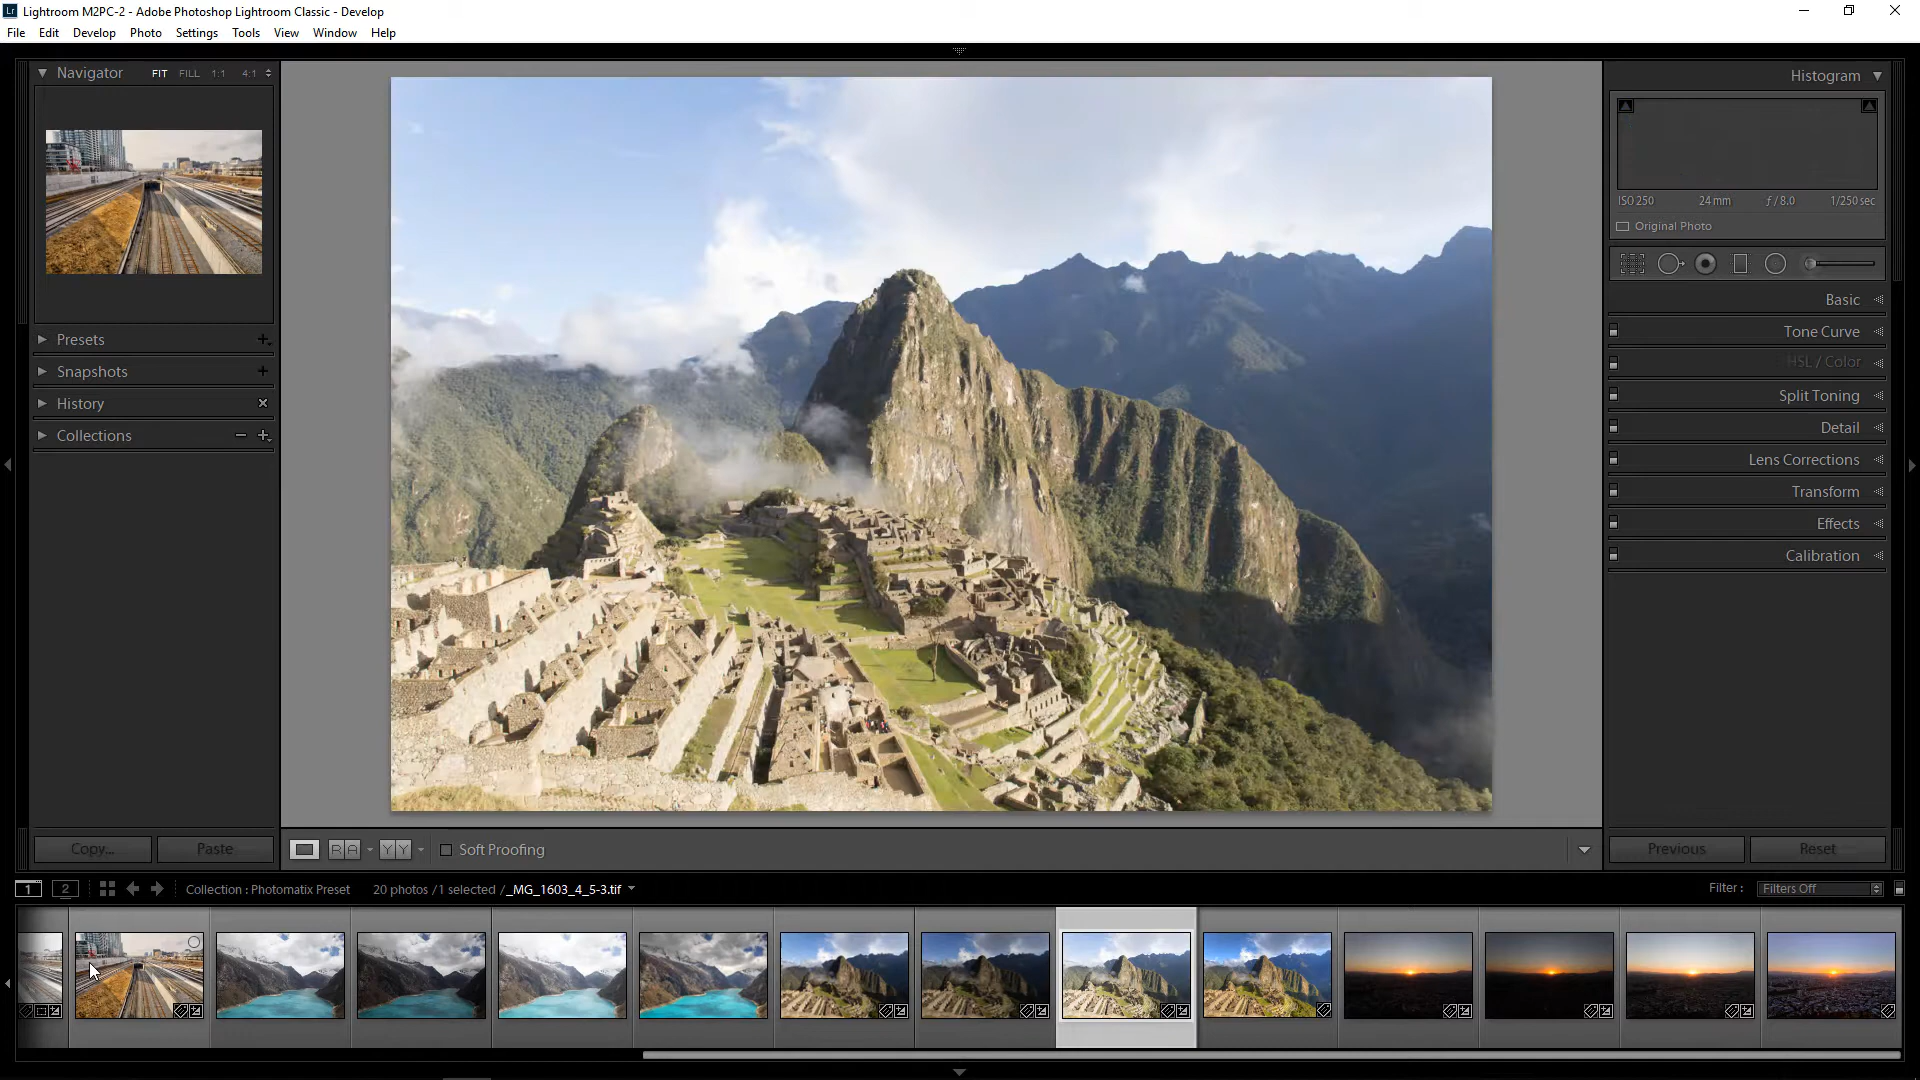 Lr Lightroom M2PC-2 - Adobe Photoshop Lightroom Classic - Develop
File Edit Develop Photo Settings Tools View Window Help
Navigator FIT FILL 1:1 4:1
Histogram
ISO 250 24 mm ƒ / 8.0 1/250 sec
Original Photo
Basic
Tone Curve
HSL / Color
Split Toning
Detail
Lens Corrections
Transform
Effects
Calibration
Presets
Snapshots
History
Collections
Copy... Paste
R A Y Y Soft Proofing
Previous Reset
1 2 Collection : Photomatix Preset 20 photos / 1 selected / _MG_1603_4_5-3.tif
Filter : Filters Off